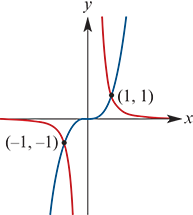 y
(1, 1)
x
(−1, −1)